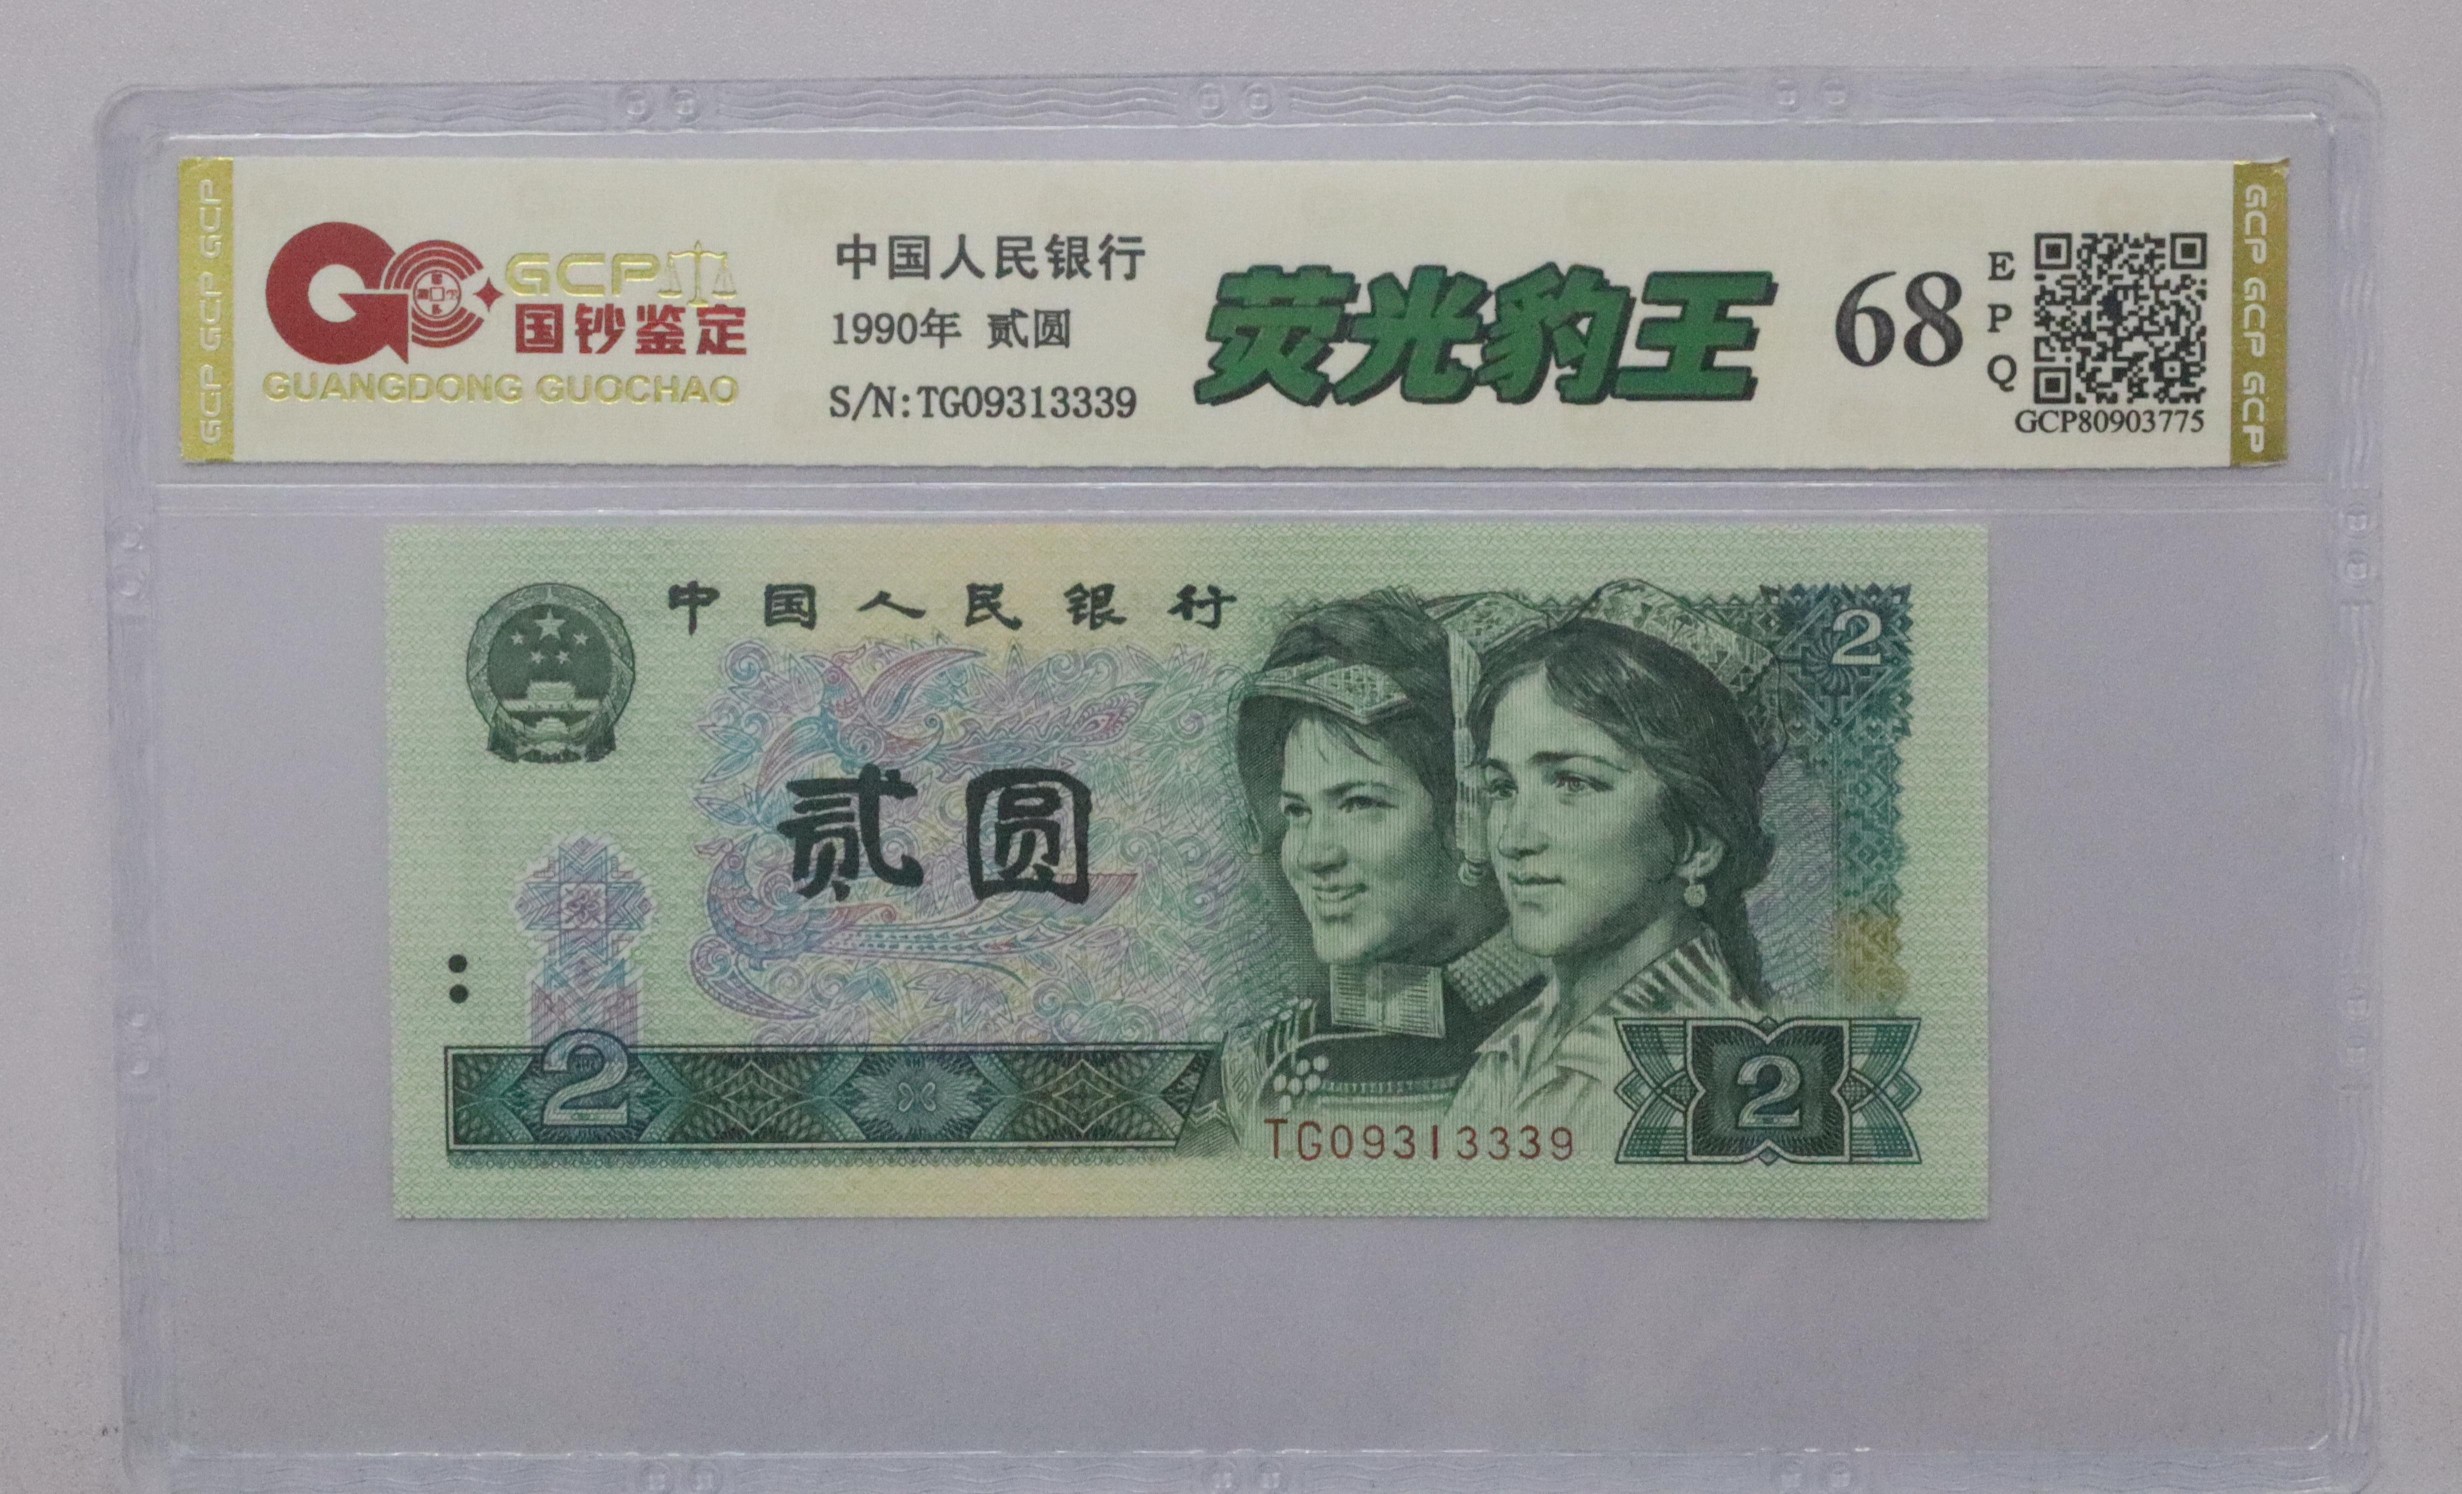 GCP GCP GCP
GCP
国钞鉴定
GUANGDONG GUOCHAO
中国人民银行
1990年 贰圆
S/N:TG09313339
荧光豹王
68
EPQ
GCP80903775
GCP GCP GCP
中国人民银行
2
贰圆
2
2
TG09313339